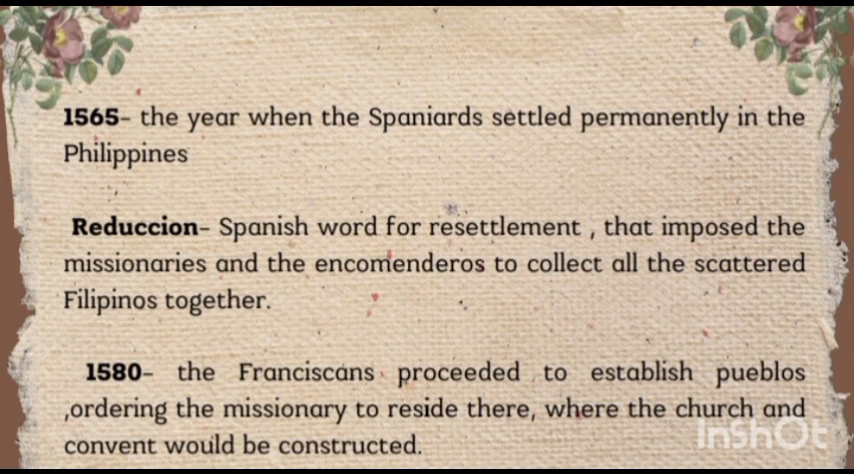 1565- the year when the Spaniards settled permanently in the
Philippines
Reduccion- Spanish word for resettlement , that imposed the
missionaries and the encomenderos to collect all the scattered
Filipinos together.
1580- the Franciscans proceeded to establish pueblos
,ordering the missionary to reside there, where the church and
convent would be constructed.
InShOt